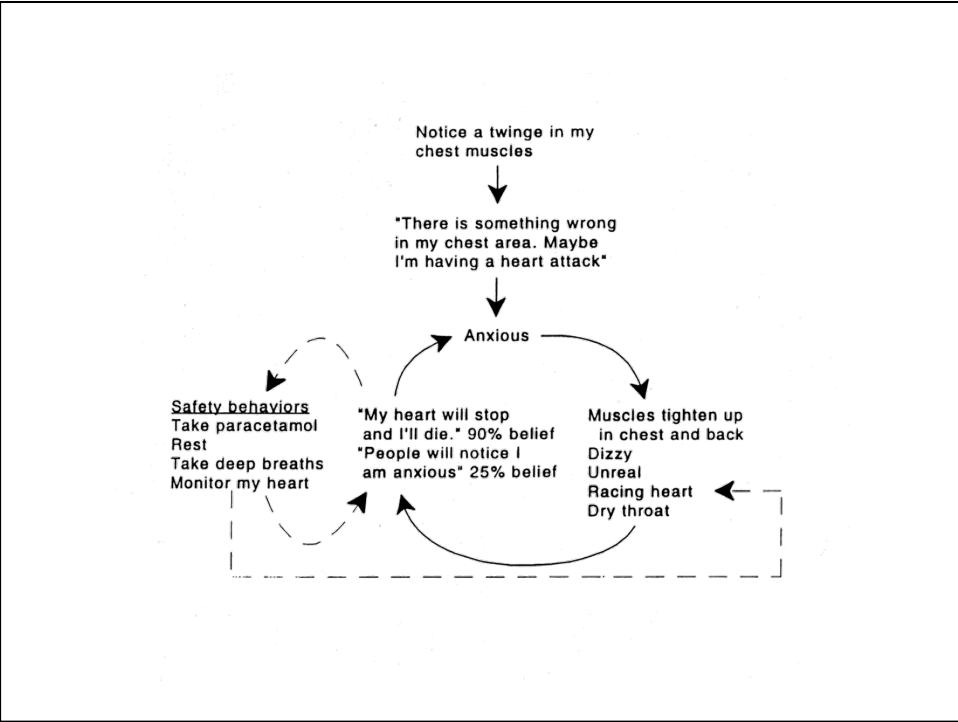 Notice a twinge in my
chest muscles
"There is something wrong
in my chest area. Maybe
I'm having a heart attack"
Anxious
Safety behaviors
Take paracetamol
Rest
Take deep breaths
Monitor my heart
"My heart will stop
and I'll die." 90% belief
"People will notice I
am anxious" 25% belief
Muscles tighten up
in chest and back
Dizzy
Unreal
Racing heart
Dry throat